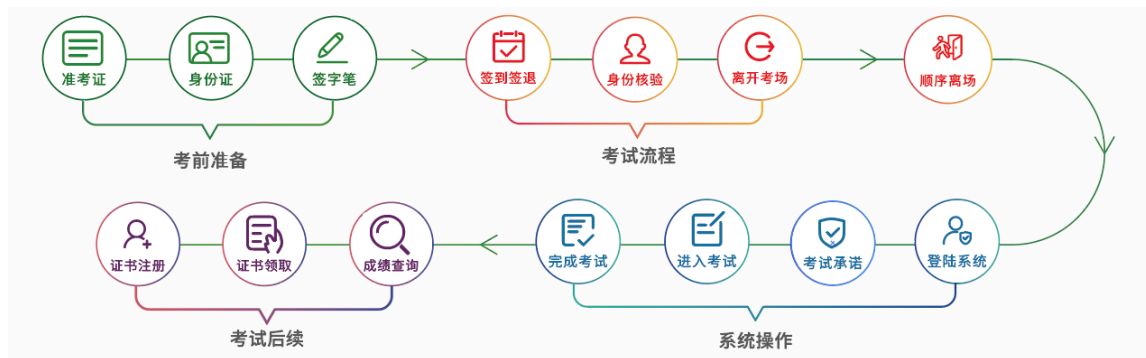 准考证
身份证
签字笔
考前准备
签到签退
身份核验
离开考场
考试流程
顺序离场
登陆系统
考试承诺
进入考试
完成考试
系统操作
成绩查询
证书领取
证书注册
考试后续